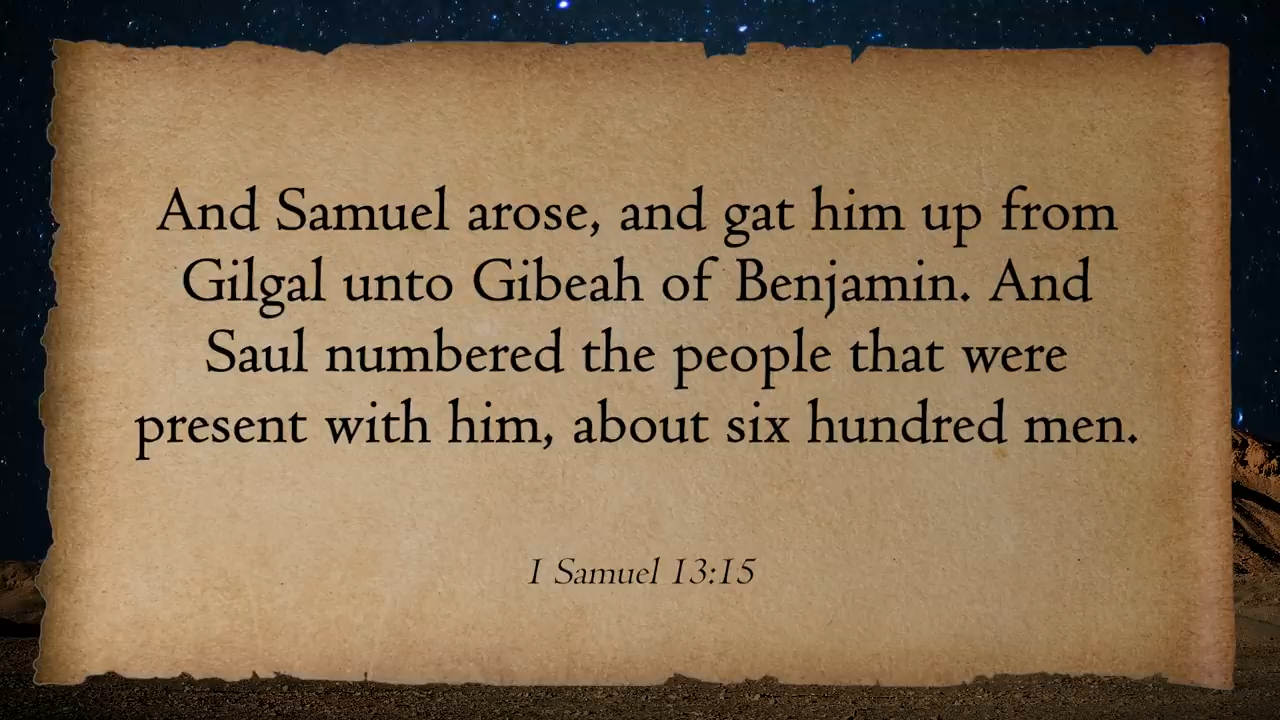 And Samuel arose, and gat him up from
Gilgal unto Gibeah of Benjamin. And
Saul numbered the people that were
present with him, about six hundred men.
I Samuel 13:15